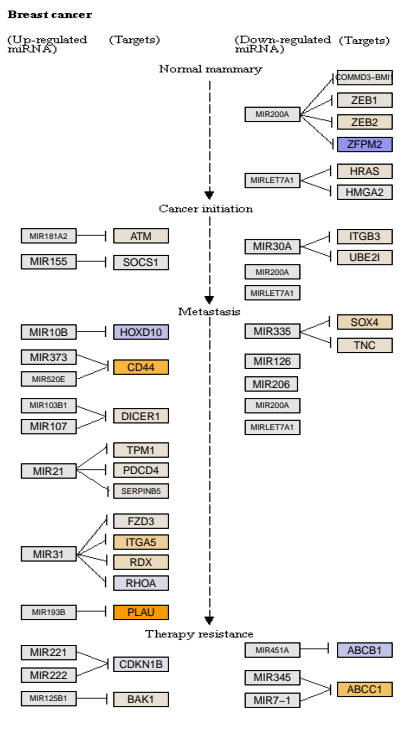 Breast cancer
(Up-regulated miRNA) (Targets) (Down-regulated miRNA) (Targets)
Normal mammary
COMMD3-BMI1
ZEB1
MIR200A
ZEB2
ZFPM2
HRAS
MIRLET7A1
HMGA2
Cancer initiation
MIR181A2 ATM
MIR155 SOCS1
ITGB3
MIR30A
UBE2I
MIR200A
MIRLET7A1
Metastasis
MIR10B HOXD10
MIR373
CD44
MIR520E
MIR103B1
DICER1
MIR107
TPM1
MIR21 PDCD4
SERPINB5
FZD3
ITGA5
MIR31
RDX
RHOA
MIR193B PLAU
SOX4
MIR335
TNC
MIR126
MIR206
MIR200A
MIRLET7A1
Therapy resistance
MIR221
CDKN1B
MIR222
MIR125B1 BAK1
MIR451A ABCB1
MIR345
ABCC1
MIR7-1